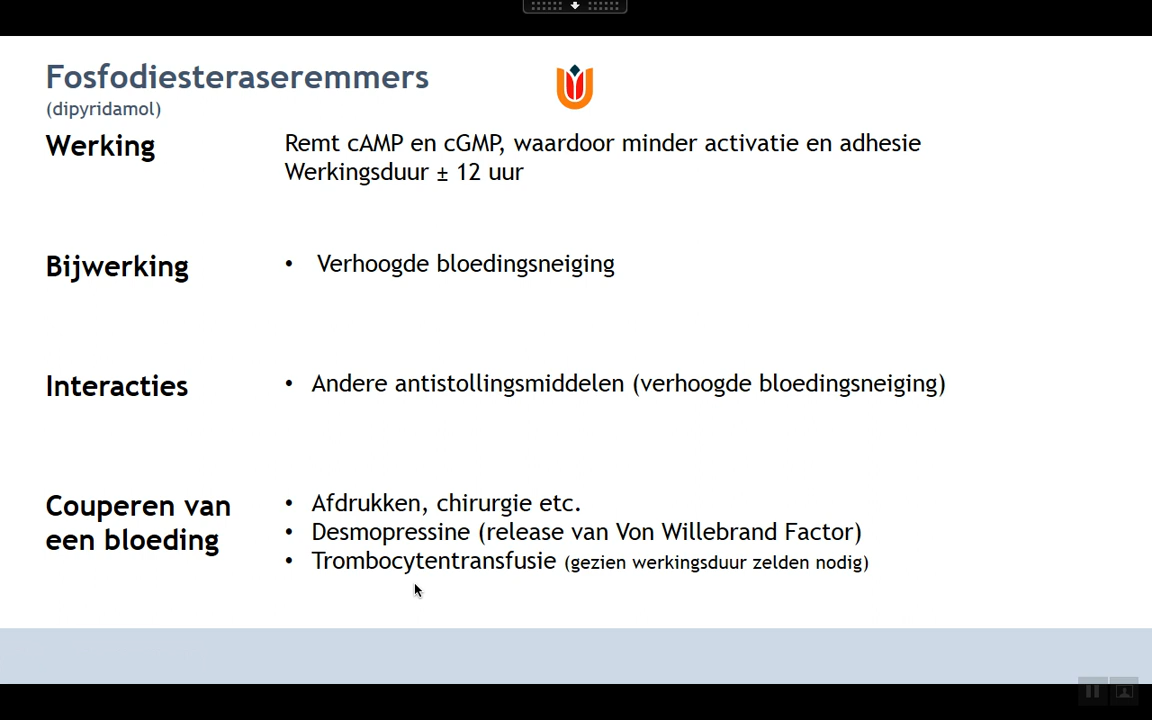 Fosfodiesteraseremmers
(dipyridamol)
Werking
Remt cAMP en cGMP, waardoor minder activatie en adhesie
Werkingsduur ± 12 uur
Bijwerking
• Verhoogde bloedingsneiging
Interacties
• Andere antistollingsmiddelen (verhoogde bloedingsneiging)
Couperen van
een bloeding
• Afdrukken, chirurgie etc.
• Desmopressine (release van Von Willebrand Factor)
• Trombocytentransfusie (gezien werkingsduur zelden nodig)